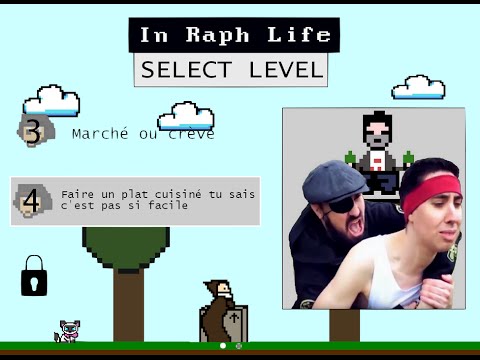 In Raph Life
SELECT LEVEL
3
Marché ou crève
4
Faire un plat cuisiné tu sais
c'est pas si facile